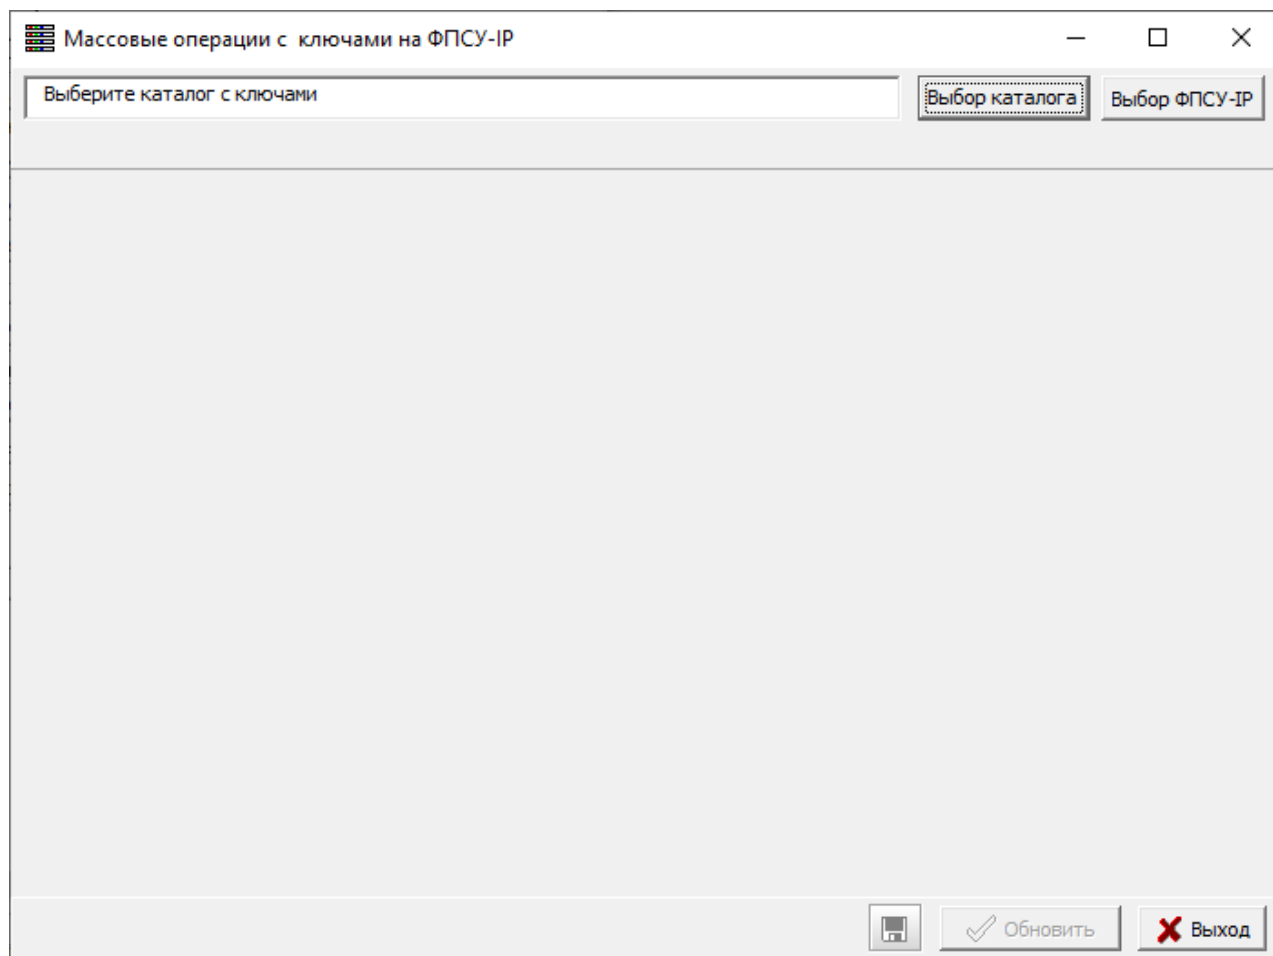 Массовые операции с  ключами на ФПСУ-IP
Выберите каталог с ключами
Выбор каталога
Выбор ФПСУ-IP
Обновить
Выход